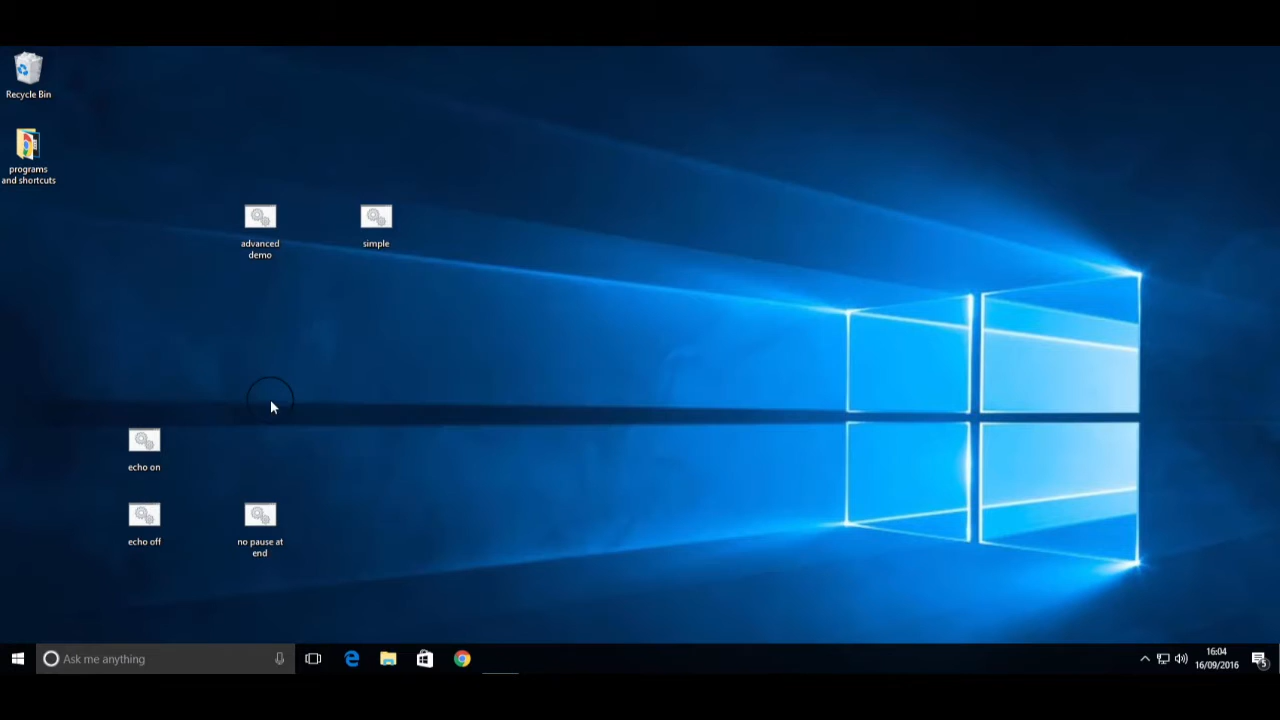 Recycle Bin
programs
and shortcuts
advanced
demo
simple
echo on
echo off
no pause at
end
Ask me anything
16:04
16/09/2016
5